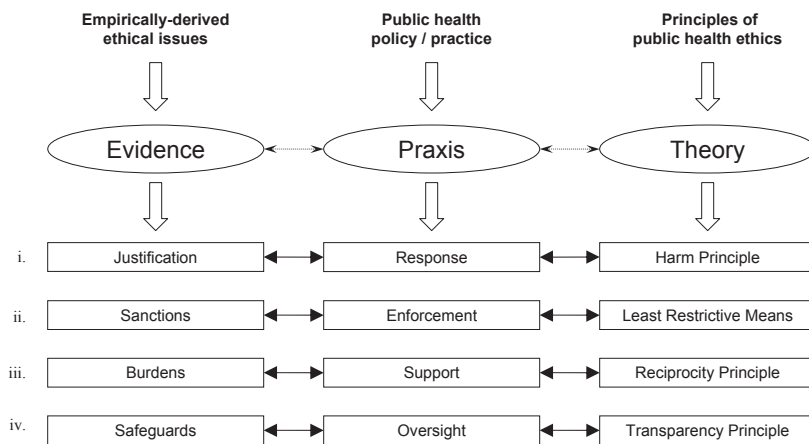 Empirically-derived
ethical issues
Public health
policy / practice
Principles of
public health ethics
Evidence
Praxis
Theory
i.
Justification
Response
Harm Principle
ii.
Sanctions
Enforcement
Least Restrictive Means
iii.
Burdens
Support
Reciprocity Principle
iv.
Safeguards
Oversight
Transparency Principle